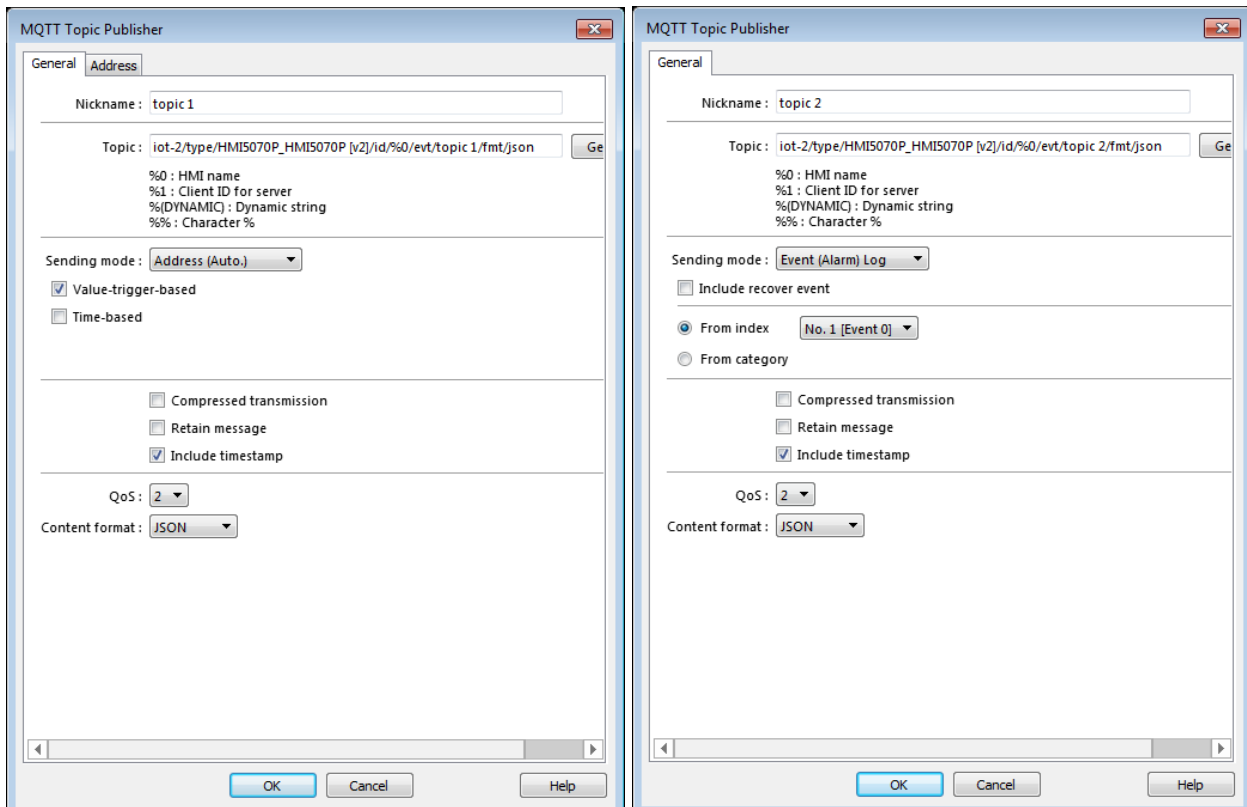 MQTT Topic Publisher
General Address
Nickname : topic 1
Topic : iot-2/type/HMI5070P_HMI5070P [v2]/id/%0/evt/topic 1/fmt/json Ge
%0 : HMI name
%1 : Client ID for server
%(DYNAMIC) : Dynamic string
%% : Character %
Sending mode : Address (Auto.)
Value-trigger-based
Time-based
Compressed transmission
Retain message
Include timestamp
QoS : 2
Content format : JSON
OK Cancel Help
MQTT Topic Publisher
General
Nickname : topic 2
Topic : iot-2/type/HMI5070P_HMI5070P [v2]/id/%0/evt/topic 2/fmt/json Ge
%0 : HMI name
%1 : Client ID for server
%(DYNAMIC) : Dynamic string
%% : Character %
Sending mode : Event (Alarm) Log
Include recover event
From index No. 1 [Event 0]
From category
Compressed transmission
Retain message
Include timestamp
QoS : 2
Content format : JSON
OK Cancel Help